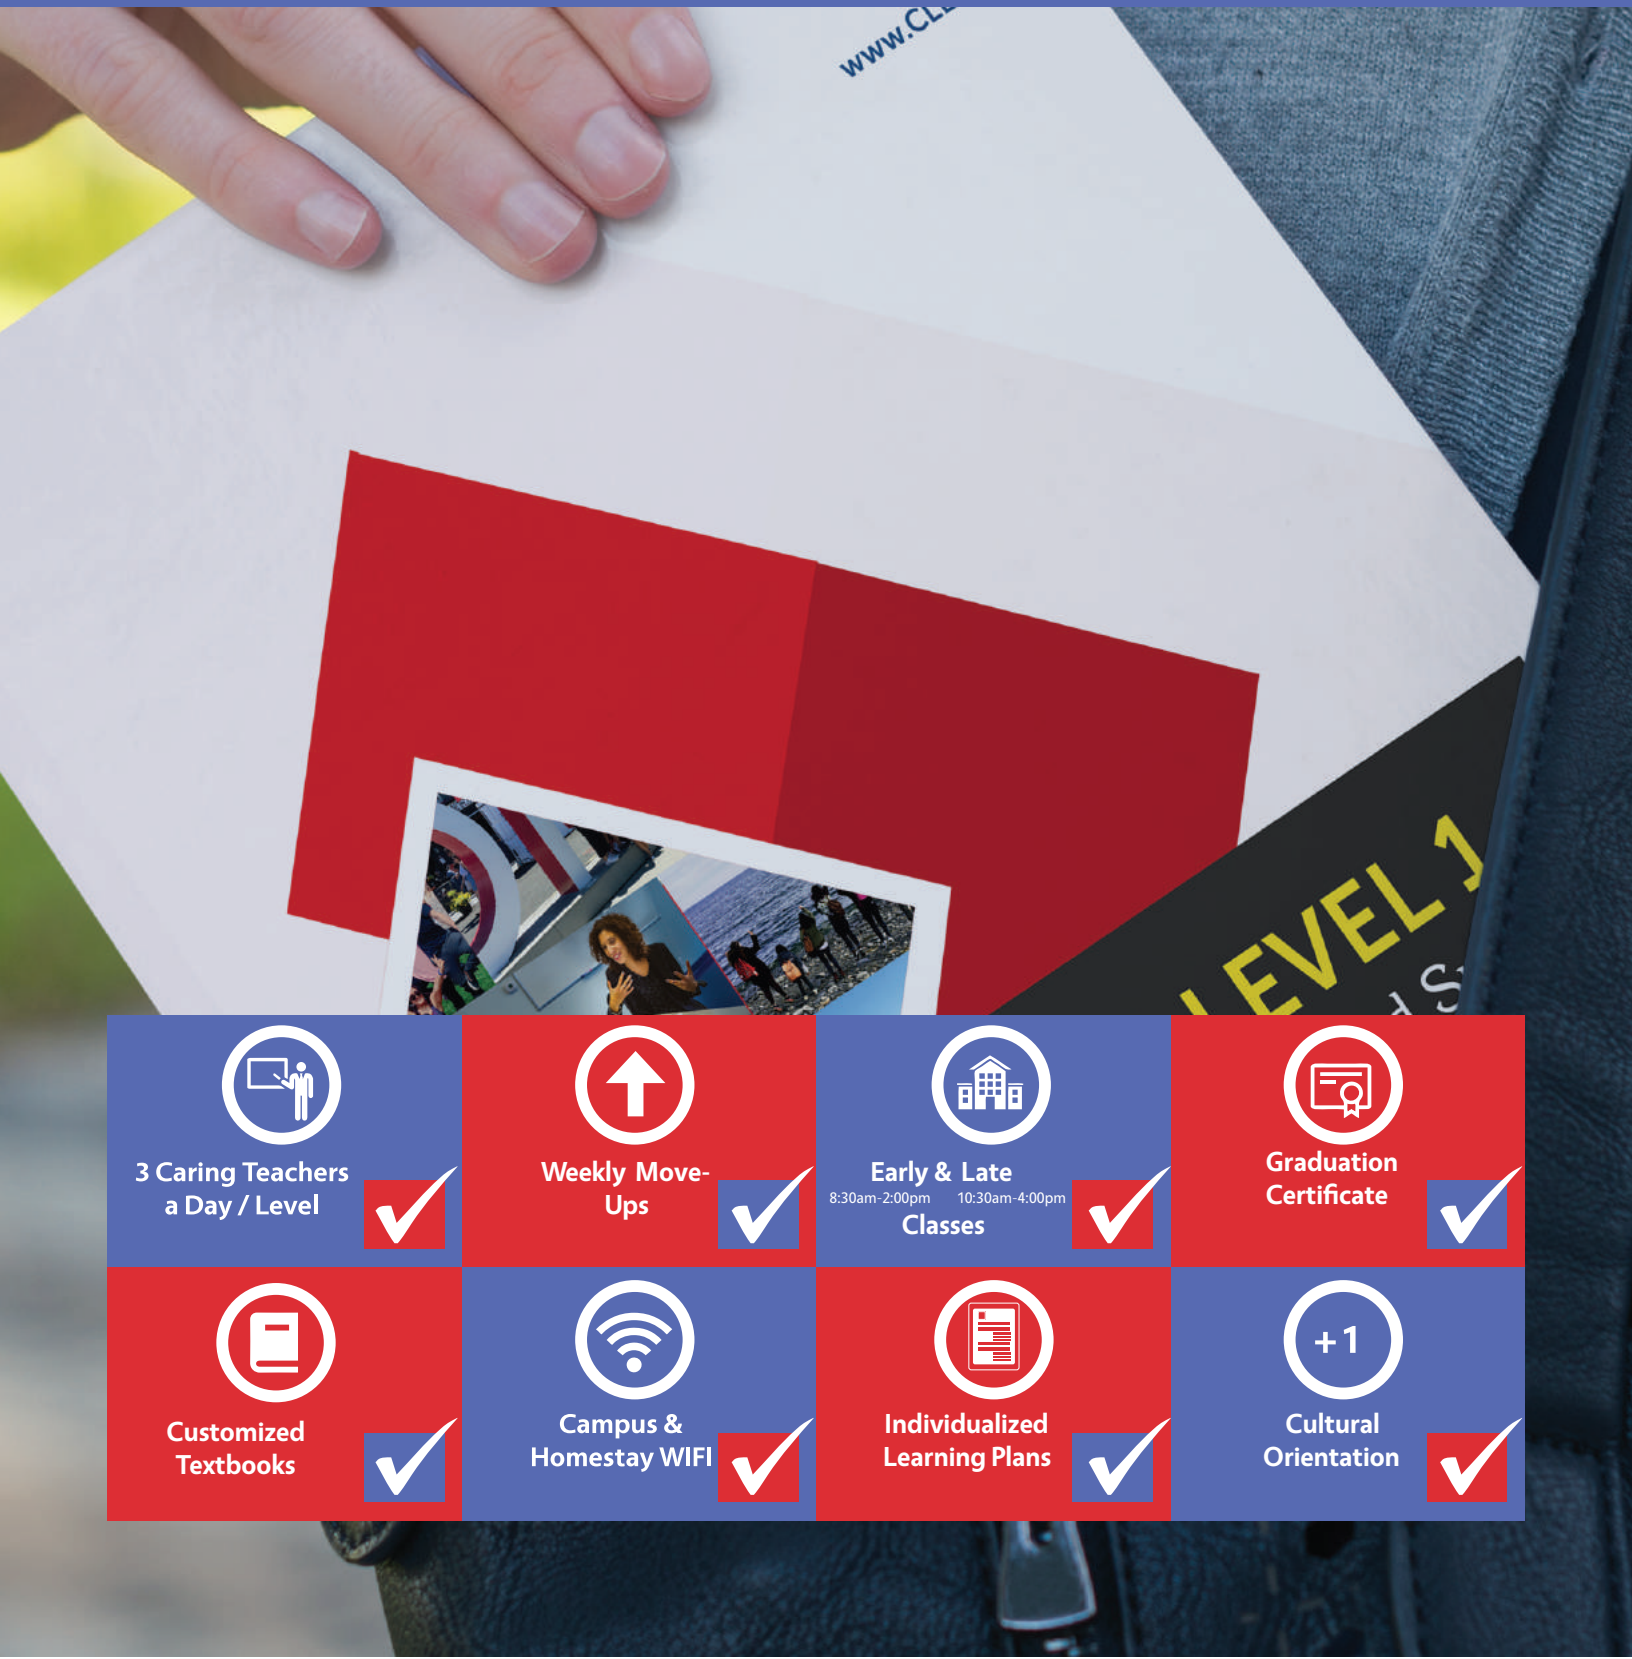 www.CLE
LEVEL 1
3 Caring Teachers
a Day / Level
Weekly Move-
Ups
Early & Late
8:30am-2:00pm 10:30am-4:00pm
Classes
Graduation
Certificate
Customized
Textbooks
Campus &
Homestay WIFI
Individualized
Learning Plans
+1
Cultural
Orientation